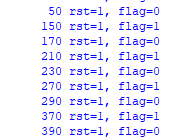 50 rst=1, flag=0
150 rst=1, flag=1
170 rst=1, flag=0
210 rst=1, flag=1
230 rst=1, flag=0
270 rst=1, flag=1
290 rst=1, flag=0
370 rst=1, flag=1
390 rst=1, flag=0